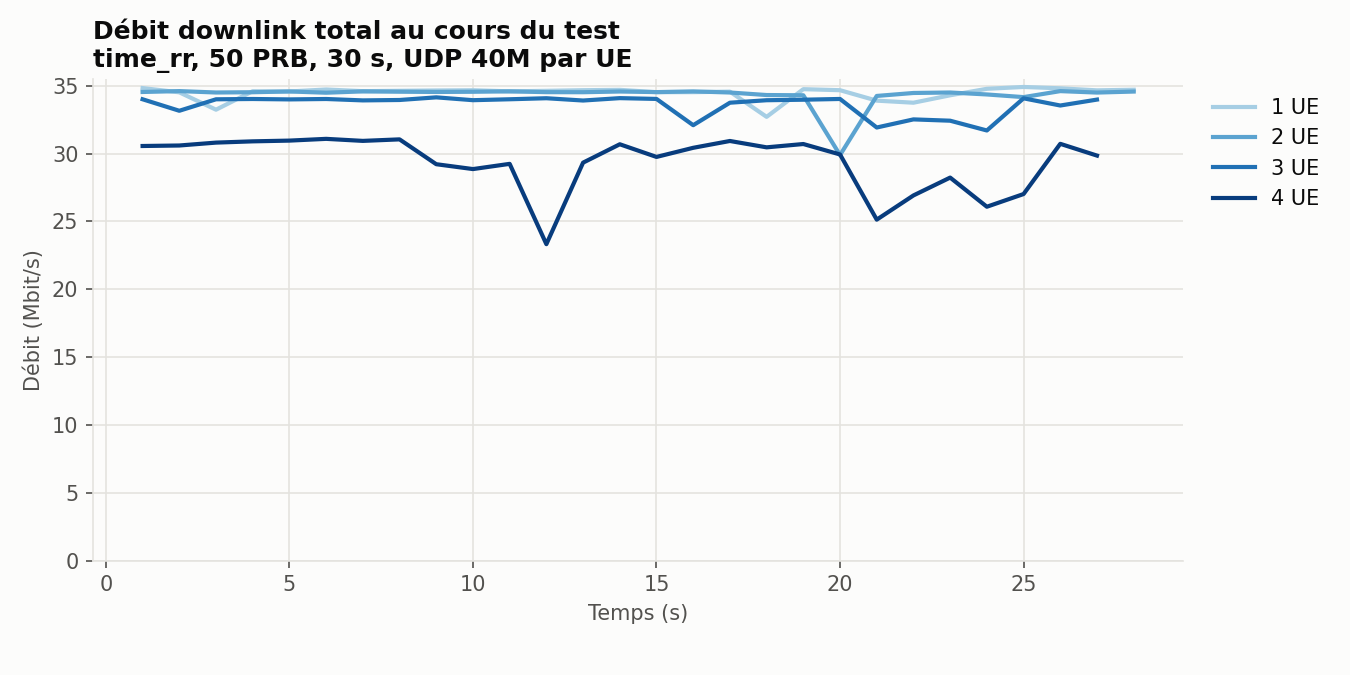 Débit downlink total au cours du test
time_rr, 50 PRB, 30 s, UDP 40M par UE
35
30
25
20
15
10
5
0
Débit (Mbit/s)
0 5 10 15 20 25
Temps (s)
1 UE
2 UE
3 UE
4 UE